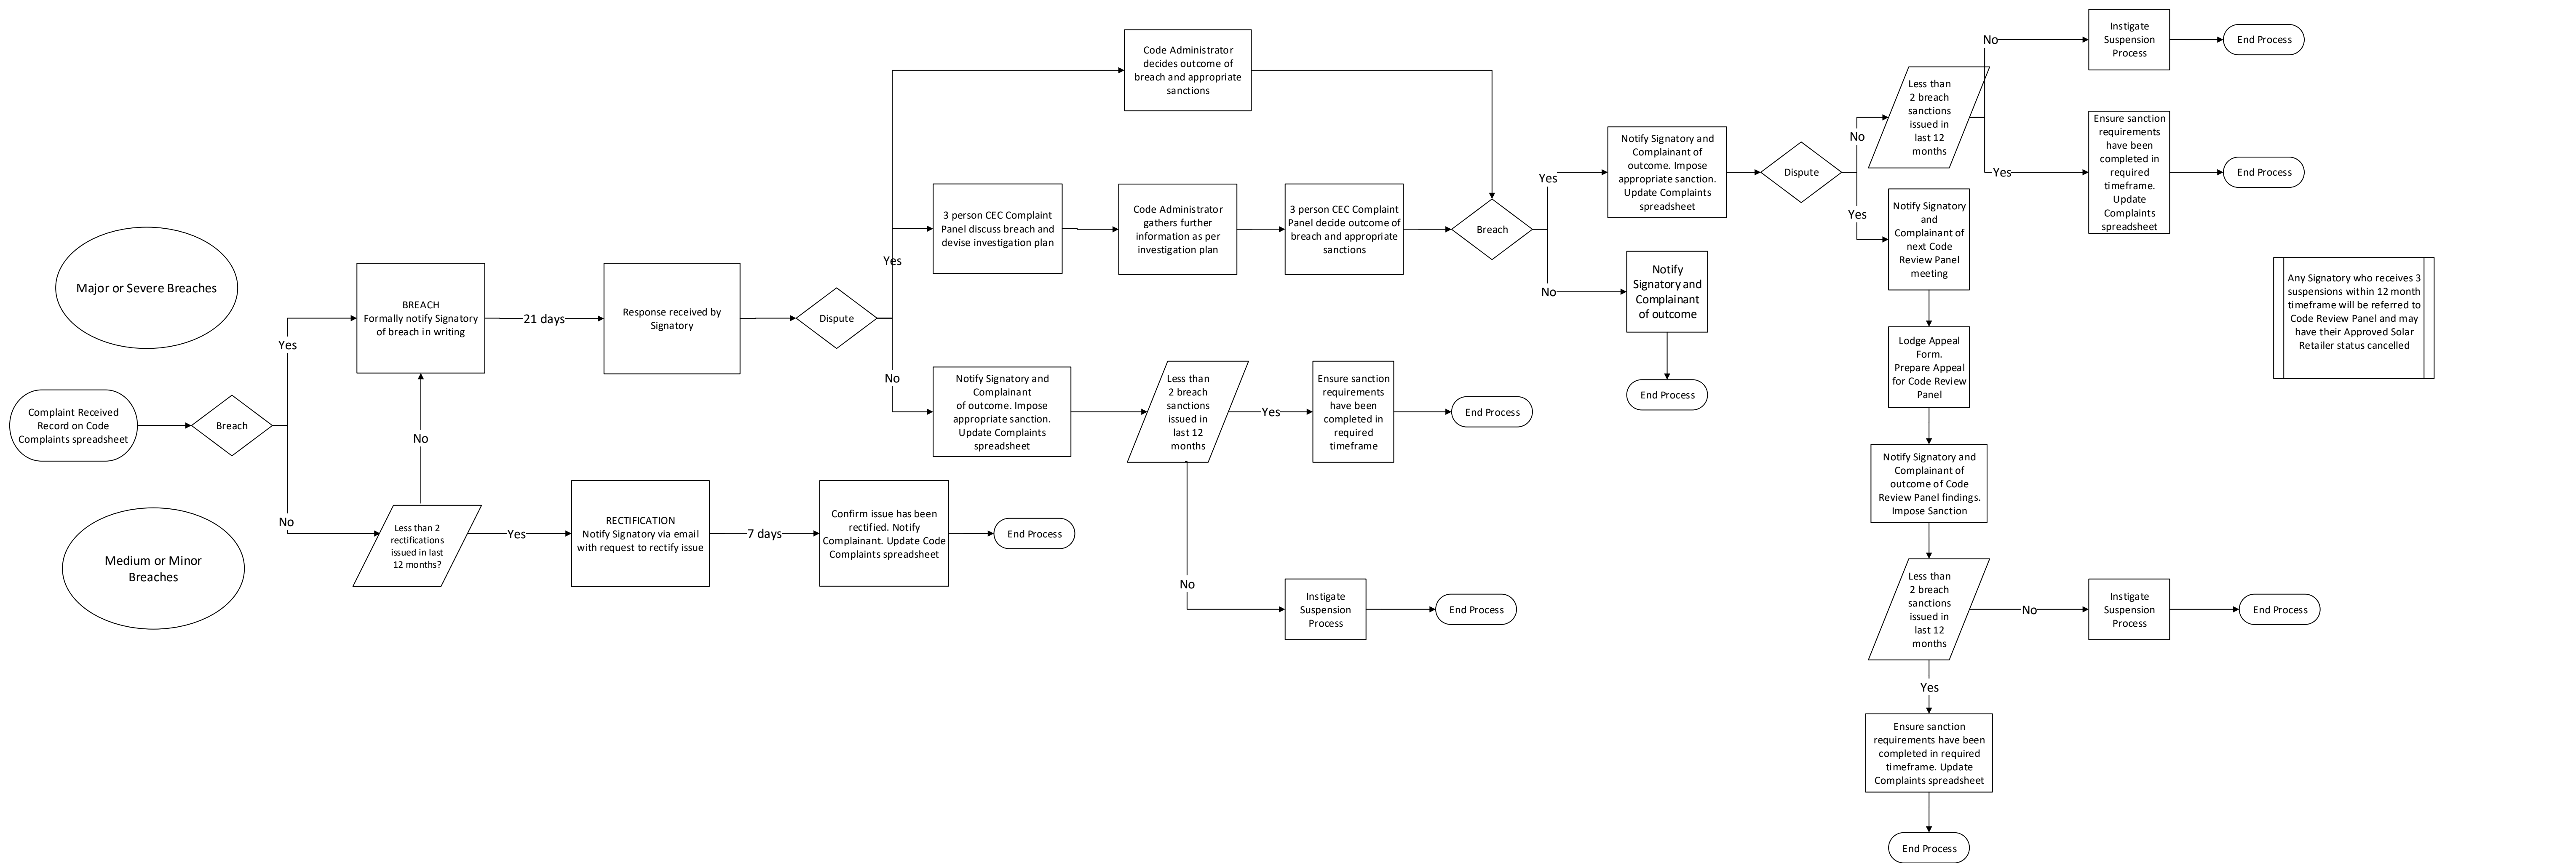 Major or Severe Breaches
Medium or Minor
Breaches
Complaint Received
Record on Code
Complaints spreadsheet
Breach
Yes
No
BREACH
Formally notify Signatory
of breach in writing
No
Less than 2
rectifications
issued in last
12 months?
Yes
RECTIFICATION
Notify Signatory via email
with request to rectify issue
7 days
Confirm issue has been
rectified. Notify
Complainant. Update Code
Complaints spreadsheet
End Process
21 days
Response received by
Signatory
Dispute
Yes
No
Code Administrator
decides outcome of
breach and appropriate
sanctions
3 person CEC Complaint
Panel discuss breach and
devise investigation plan
Code Administrator
gathers further
information as per
investigation plan
3 person CEC Complaint
Panel decide outcome of
breach and appropriate
sanctions
Notify Signatory and
Complainant
of outcome. Impose
appropriate sanction.
Update Complaints
spreadsheet
Less than
2 breach
sanctions
issued in
last 12
months
Yes
Ensure sanction
requirements
have been
completed in
required
timeframe
End Process
No
Instigate
Suspension
Process
End Process
Breach
Yes
No
Notify Signatory and
Complainant of
outcome. Impose
appropriate sanction.
Update Complaints
spreadsheet
Notify
Signatory and
Complainant
of outcome
End Process
Dispute
No
Yes
Less than
2 breach
sanctions
issued in
last 12
months
No
Instigate
Suspension
Process
End Process
Yes
Ensure sanction
requirements
have been
completed in
required
timeframe.
Update
Complaints
spreadsheet
End Process
Notify Signatory
and
Complainant of
next Code
Review Panel
meeting
Lodge Appeal
Form.
Prepare Appeal
for Code Review
Panel
Notify Signatory and
Complainant of
outcome of Code
Review Panel findings.
Impose Sanction
Less than
2 breach
sanctions
issued in
last 12
months
No
Instigate
Suspension
Process
End Process
Yes
Ensure sanction
requirements have been
completed in required
timeframe. Update
Complaints spreadsheet
End Process
Any Signatory who receives 3
suspensions within 12 month
timeframe will be referred to
Code Review Panel and may
have their Approved Solar
Retailer status cancelled